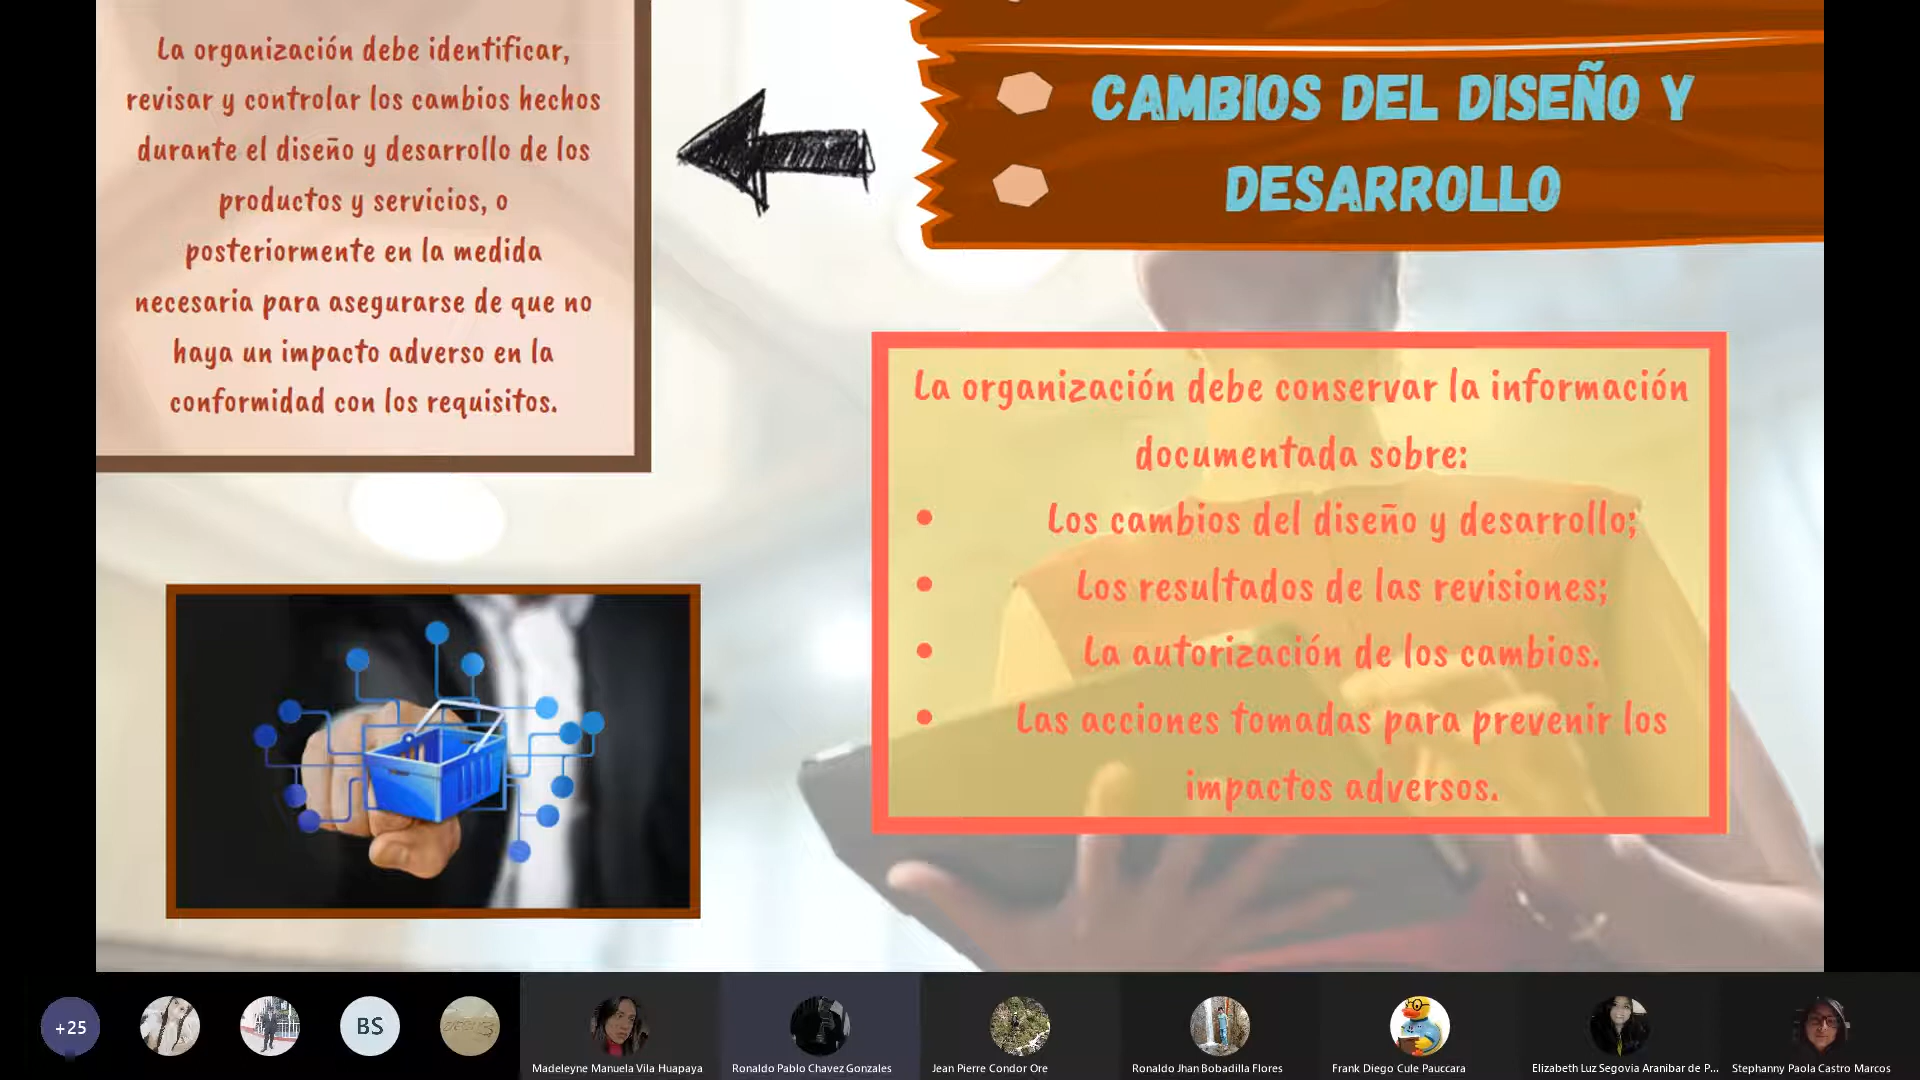 La organización debe identificar,
revisar y controlar los cambios hechos
durante el diseño y desarrollo de los
productos y servicios, o
posteriormente en la medida
necesaria para asegurarse de que no
haya un impacto adverso en la
conformidad con los requisitos.
CAMBIOS DEL DISEÑO Y
DESARROLLO
La organización debe conservar la información
documentada sobre:
• Los cambios del diseño y desarrollo;
• Los resultados de las revisiones;
• La autorización de los cambios.
• Las acciones tomadas para prevenir los
impactos adversos.
+25
BS
Madeleyne Manuela Vila Huapaya
Ronaldo Pablo Chavez Gonzales
Jean Pierre Condor Ore
Ronaldo Jhan Bobadilla Flores
Frank Diego Cule Pauccara
Elizabeth Luz Segovia Aranibar de P...
Stephanny Paola Castro Marcos